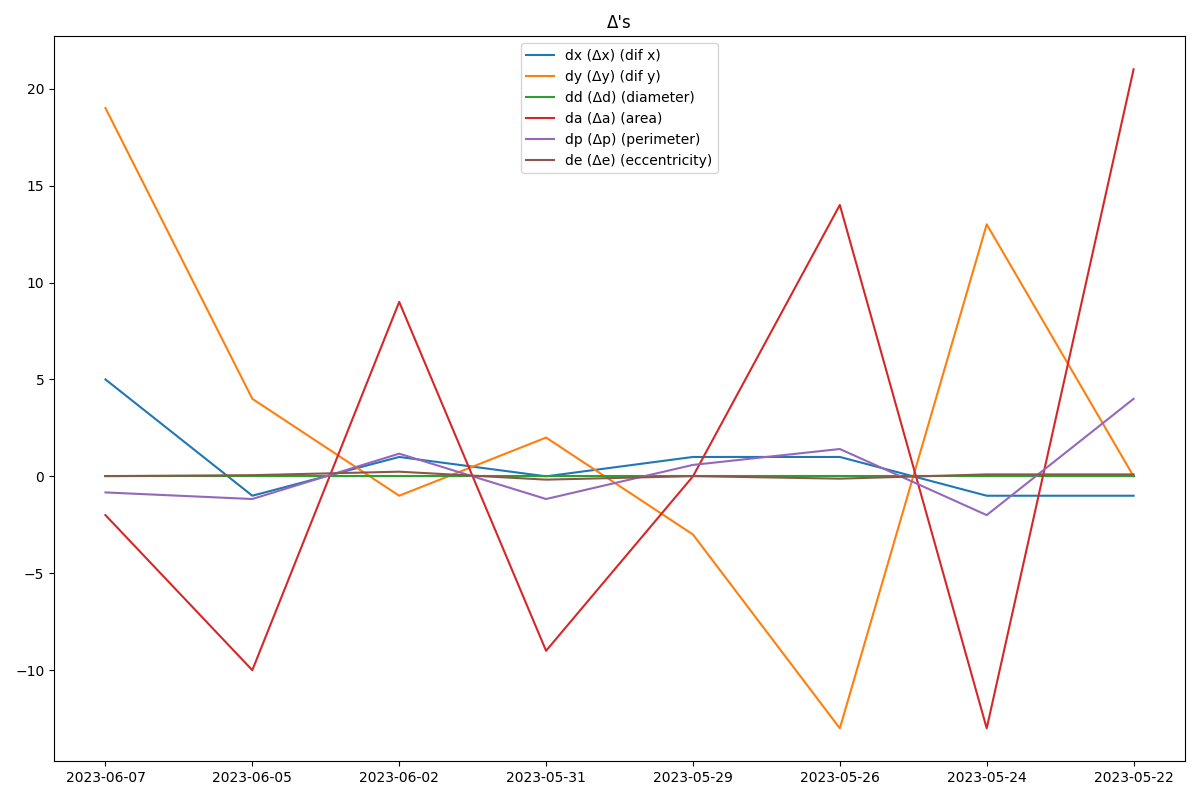 Δ's
dx (Δx) (dif x)
dy (Δy) (dif y)
dd (Δd) (diameter)
da (Δa) (area)
dp (Δp) (perimeter)
de (Δe) (eccentricity)
20
15
10
5
0
−5
−10
2023-06-07 2023-06-05 2023-06-02 2023-05-31 2023-05-29 2023-05-26 2023-05-24 2023-05-22